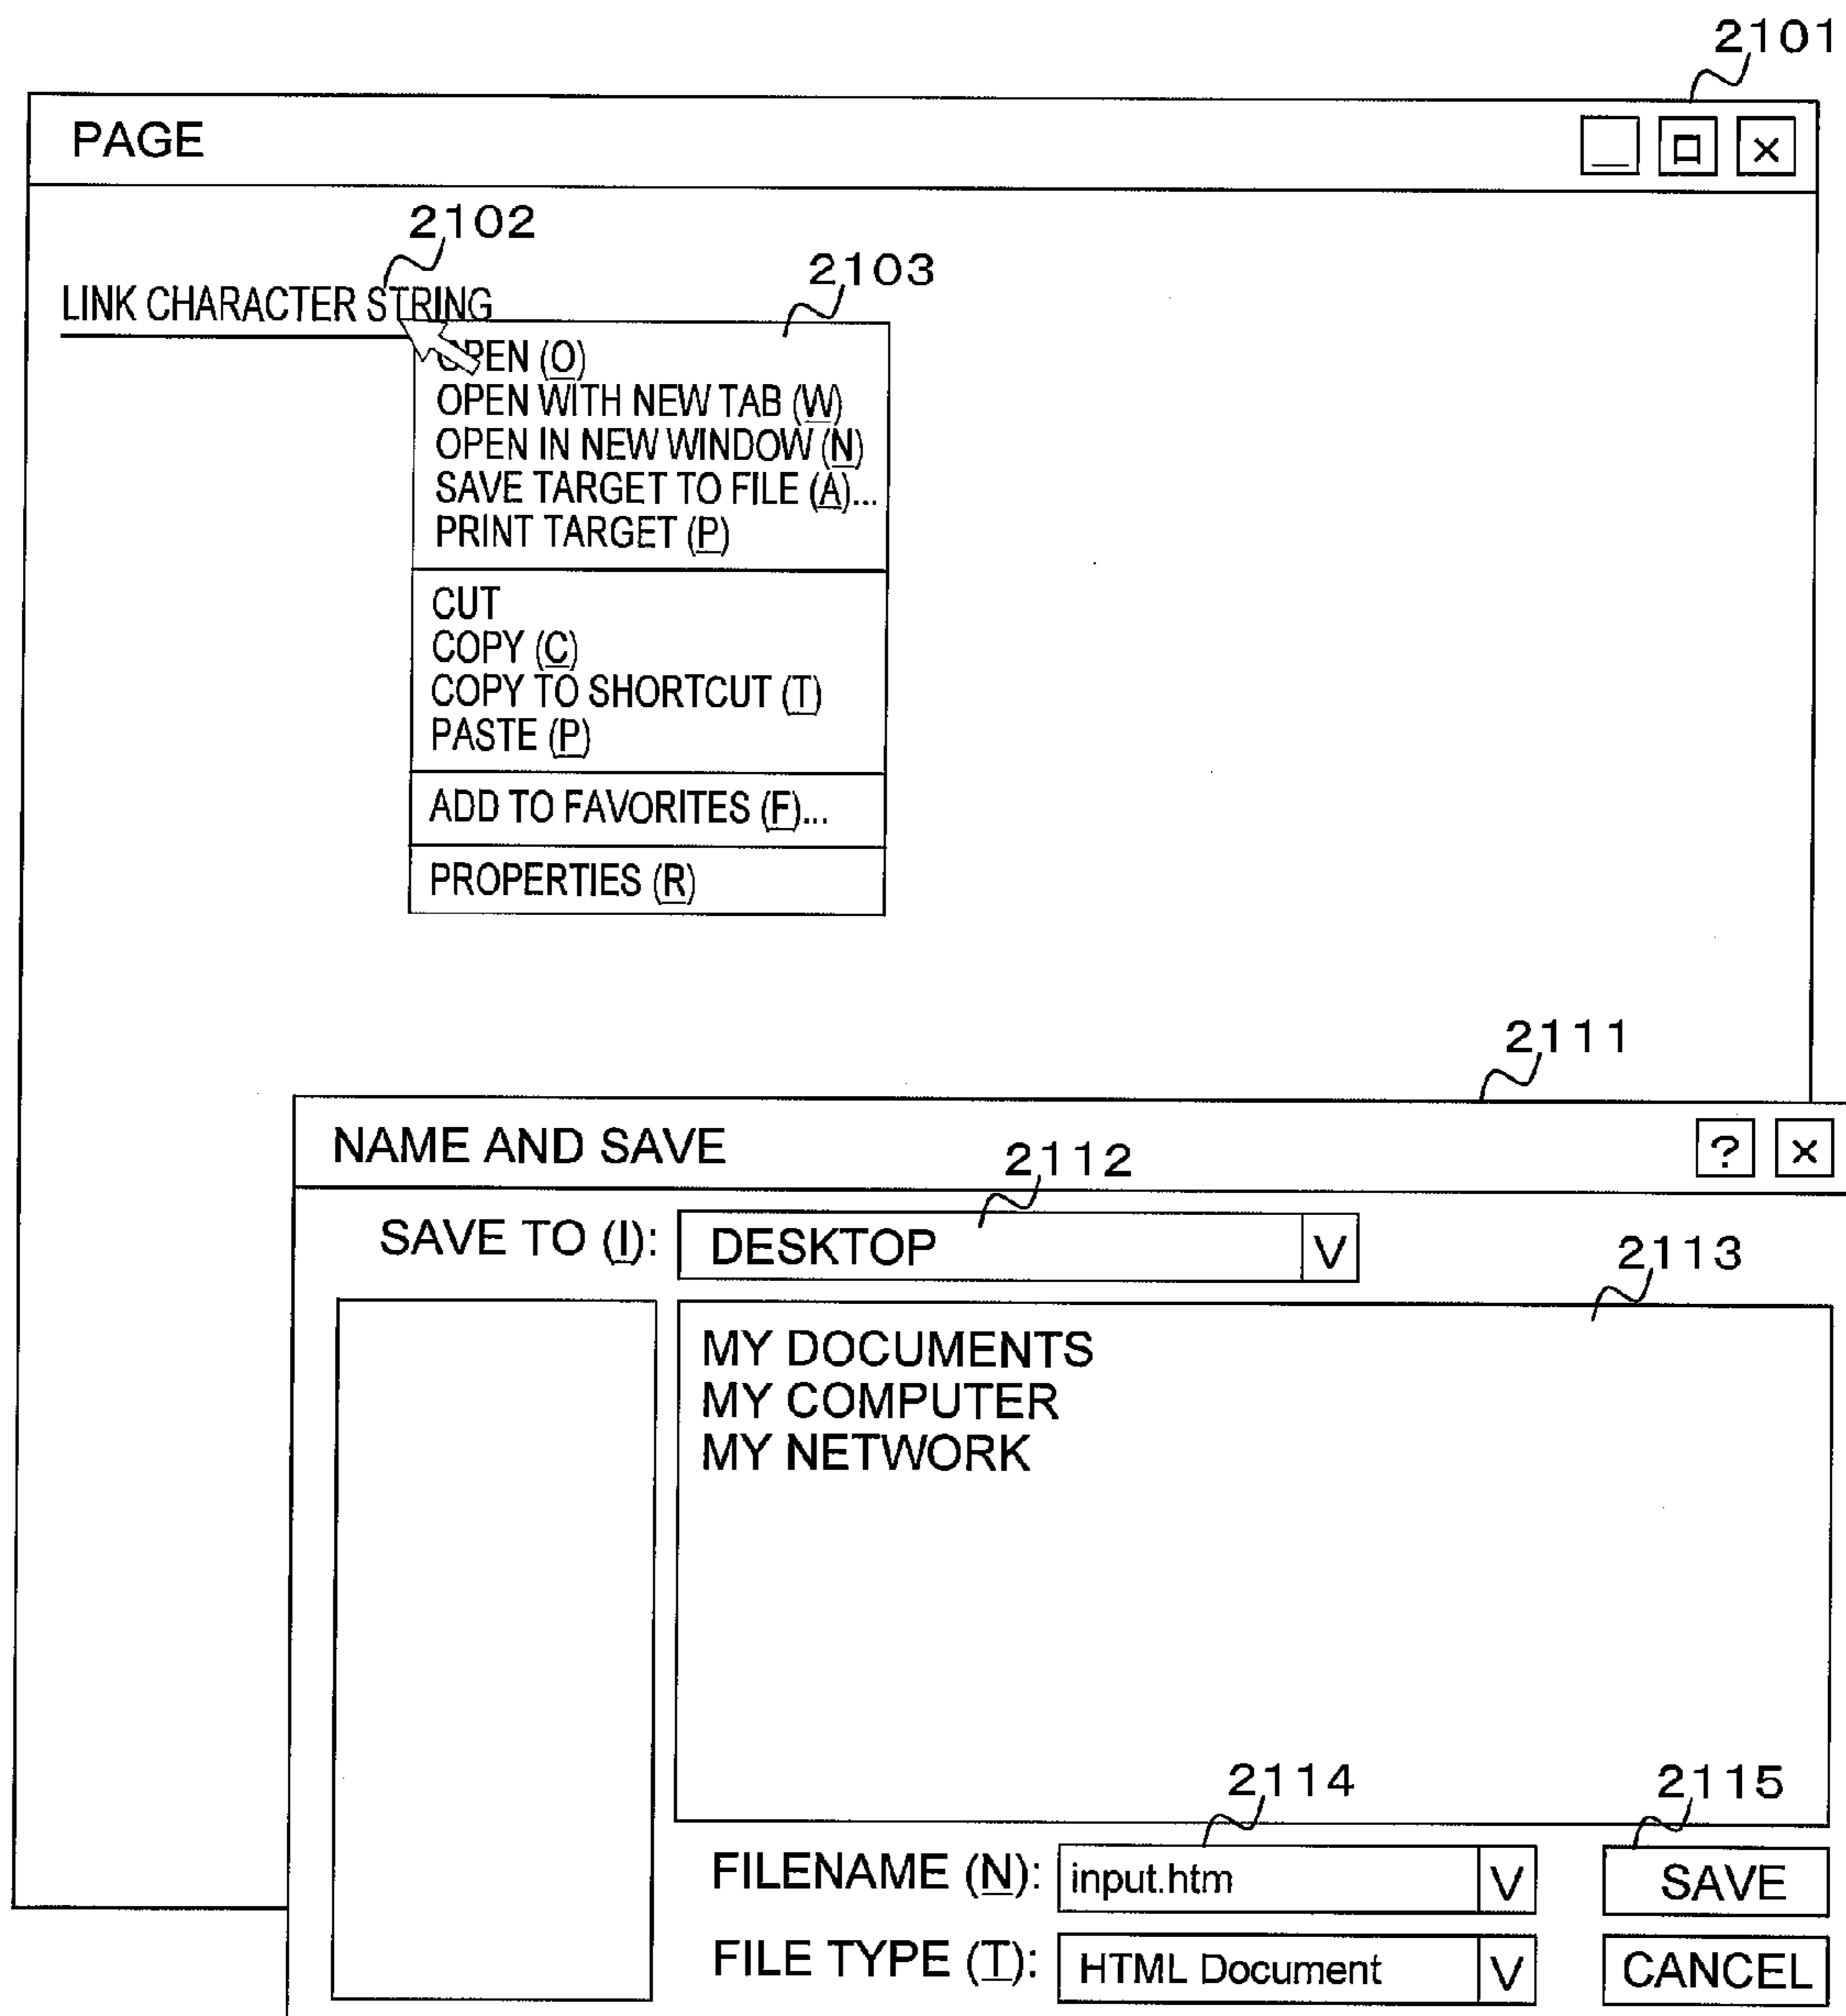 2101
PAGE
2102
2103
LINK CHARACTER STRING
OPEN (O)
OPEN WITH NEW TAB (W)
OPEN IN NEW WINDOW (N)
SAVE TARGET TO FILE (A)...
PRINT TARGET (P)
CUT
COPY (C)
COPY TO SHORTCUT (T)
PASTE (P)
ADD TO FAVORITES (F)...
PROPERTIES (R)
2111
NAME AND SAVE ? ×
2112
SAVE TO (I): DESKTOP V
2113
MY DOCUMENTS
MY COMPUTER
MY NETWORK
2114 2115
FILENAME (N): input.htm V SAVE
FILE TYPE (T): HTML Document V CANCEL